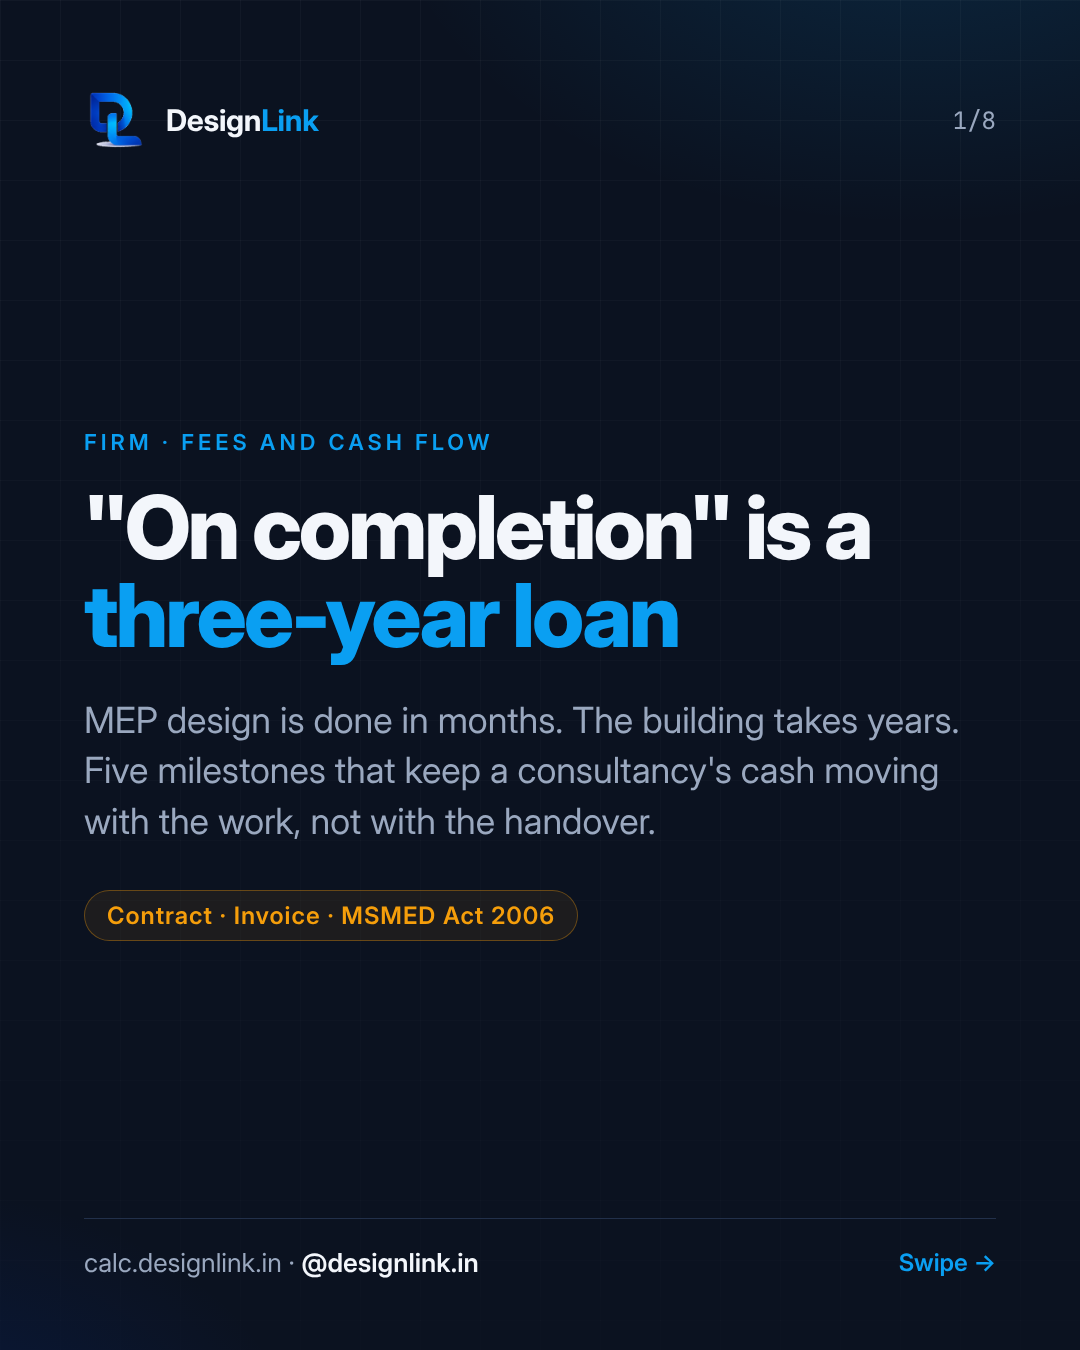 DesignLink
1/8
FIRM · FEES AND CASH FLOW
"On completion" is a
three-year loan
MEP design is done in months. The building takes years.
Five milestones that keep a consultancy's cash moving
with the work, not with the handover.
Contract · Invoice · MSMED Act 2006
calc.designlink.in · @designlink.in
Swipe →